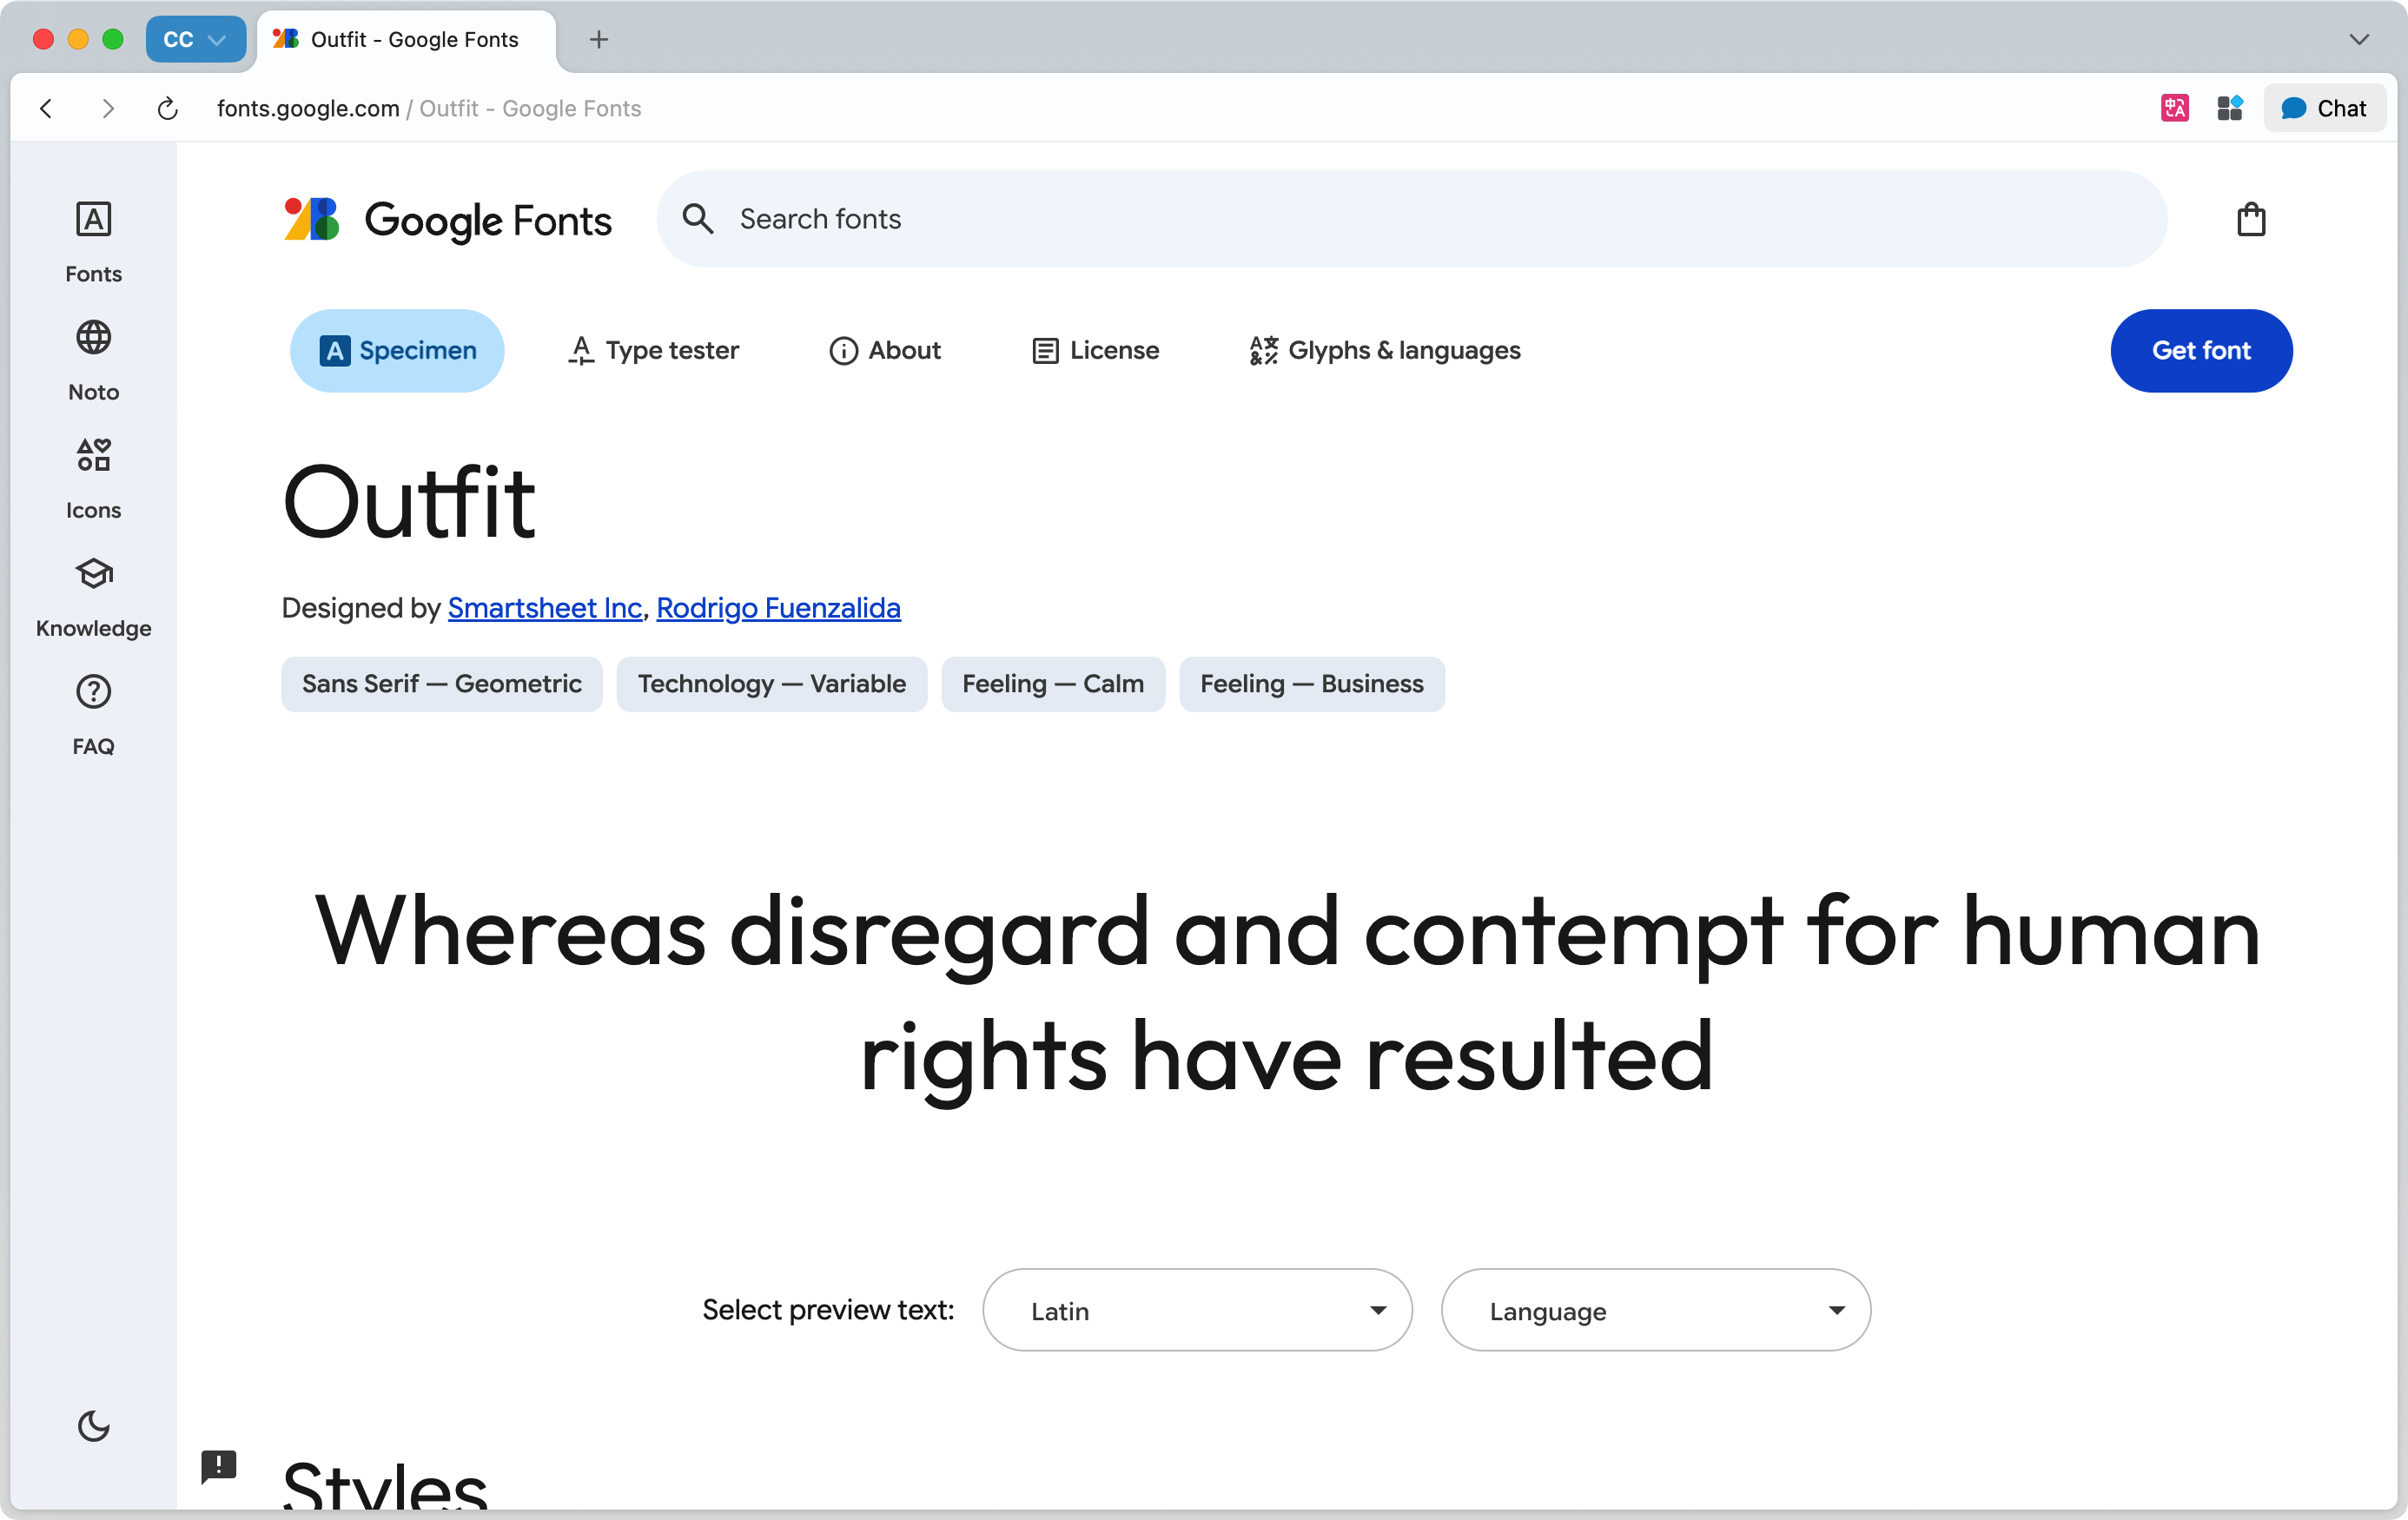 CC
Outfit - Google Fonts
fonts.google.com / Outfit - Google Fonts
Chat
Fonts
Noto
Icons
Knowledge
FAQ
Google Fonts
Search fonts
Specimen
Type tester
About
License
Glyphs & languages
Get font
Outfit
Designed by Smartsheet Inc, Rodrigo Fuenzalida
Sans Serif — Geometric
Technology — Variable
Feeling — Calm
Feeling — Business
Whereas disregard and contempt for human
rights have resulted
Select preview text:
Latin
Language
Styles